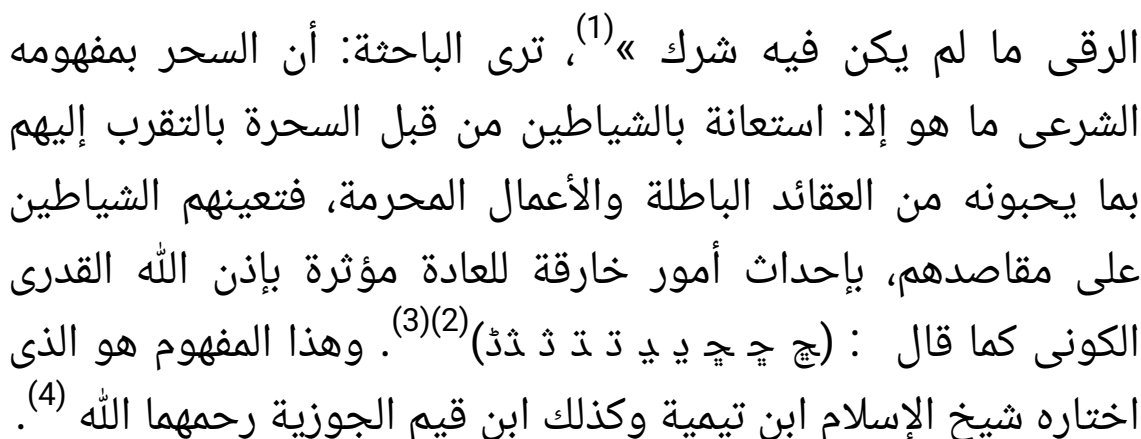 الرقى ما لم يكن فيه شرك »(1)، ترى الباحثة: أن السحر بمفهومه
الشرعى ما هو إلا: استعانة بالشياطين من قبل السحرة بالتقرب إليهم
بما يحبونه من العقائد الباطلة والأعمال المحرمة، فتعينهم الشياطين
على مقاصدهم، بإحداث أمور خارقة للعادة مؤثرة بإذن الله القدرى
الكونى كما قال : (ﭴ ﭵ ﭶ ﭷ ﭸ ﭹ ﭺ ﭻ ﭼﭽ)(2)(3). وهذا المفهوم هو الذى
اختاره شيخ الإسلام ابن تيمية وكذلك ابن قيم الجوزية رحمهما الله (4).